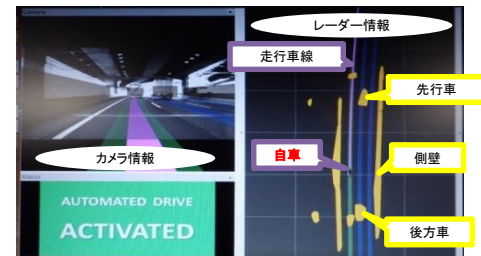 レーダー情報
走行車線
先行車
自車
側壁
カメラ情報
後方車
AUTOMATED DRIVE
ACTIVATED